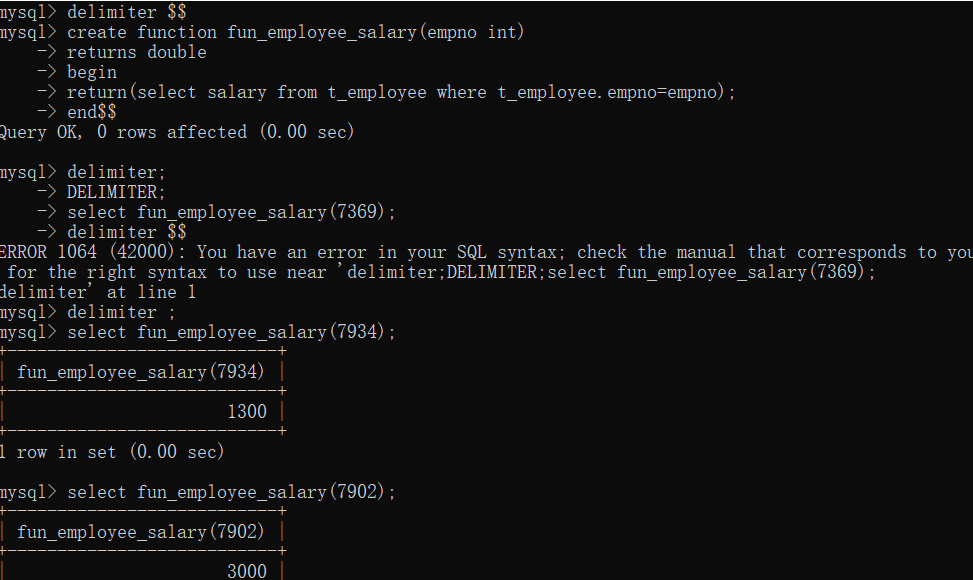 mysql> delimiter $$
mysql> create function fun_employee_salary(empno int)
    -> returns double
    -> begin
    -> return(select salary from t_employee where t_employee.empno=empno);
    -> end$$
Query OK, 0 rows affected (0.00 sec)
mysql> delimiter;
    -> DELIMITER;
    -> select fun_employee_salary(7369);
    -> delimiter $$
ERROR 1064 (42000): You have an error in your SQL syntax; check the manual that corresponds to you
for the right syntax to use near 'delimiter;DELIMITER;select fun_employee_salary(7369);
delimiter' at line 1
mysql> delimiter ;
mysql> select fun_employee_salary(7934);
+---------------------------+
| fun_employee_salary(7934) |
+---------------------------+
|                      1300 |
+---------------------------+
1 row in set (0.00 sec)
mysql> select fun_employee_salary(7902);
+---------------------------+
| fun_employee_salary(7902) |
+---------------------------+
|                      3000 |